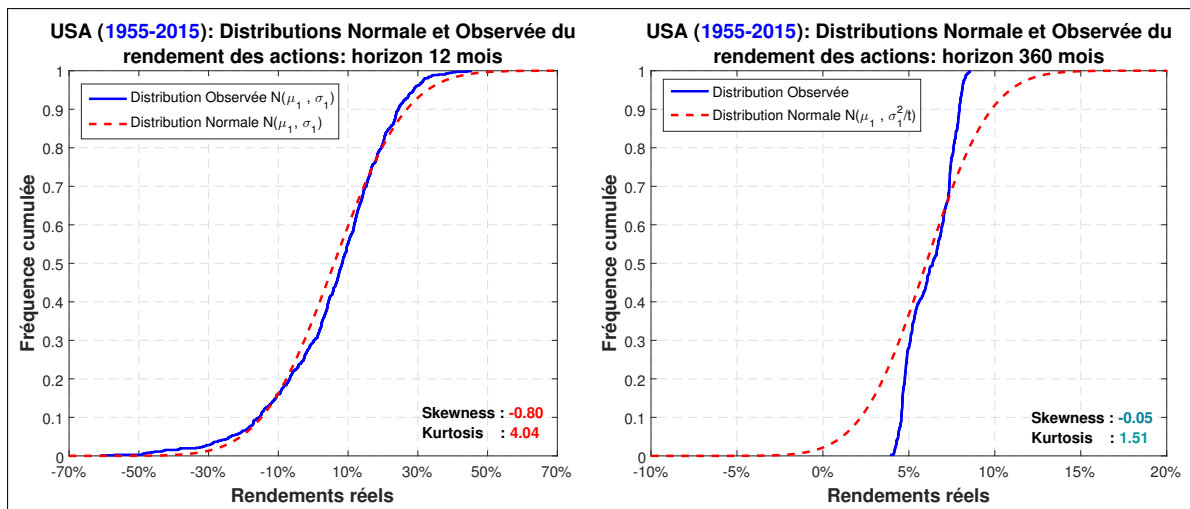 USA (1955-2015): Distributions Normale et Observée du
rendement des actions: horizon 12 mois
Fréquence cumulée
1
0.9
0.8
0.7
0.6
0.5
0.4
0.3
0.2
0.1
0
Distribution Observée N(μ₁ , σ₁)
Distribution Normale N(μ₁, σ₁)
Skewness : -0.80
Kurtosis : 4.04
-70% -50% -30% -10% 10% 30% 50% 70%
Rendements réels
USA (1955-2015): Distributions Normale et Observée du
rendement des actions: horizon 360 mois
Fréquence cumulée
1
0.9
0.8
0.7
0.6
0.5
0.4
0.3
0.2
0.1
0
Distribution Observée
Distribution Normale N(μ₁ , σ₁²/t)
Skewness : -0.05
Kurtosis : 1.51
-10% -5% 0% 5% 10% 15% 20%
Rendements réels